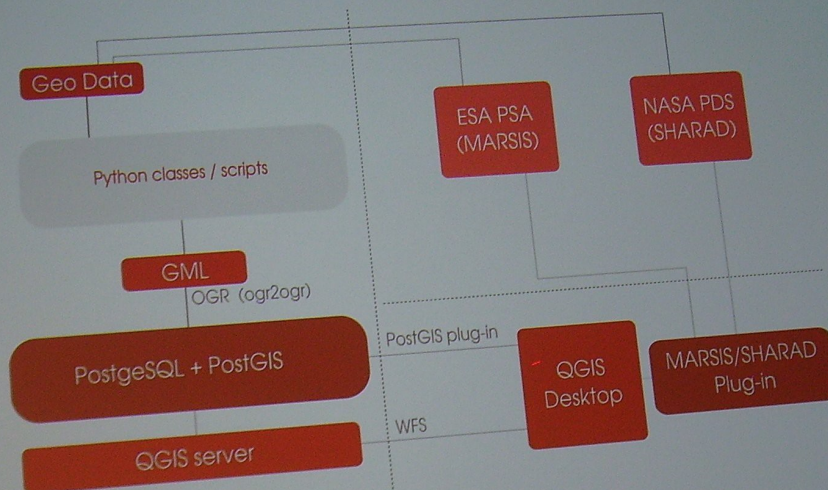 Geo Data
ESA PSA
(MARSIS)
NASA PDS
(SHARAD)
Python classes / scripts
GML
OGR (ogr2ogr)
PostgeSQL + PostGIS
PostGIS plug-in
QGIS
Desktop
MARSIS/SHARAD
Plug-in
WFS
QGIS server